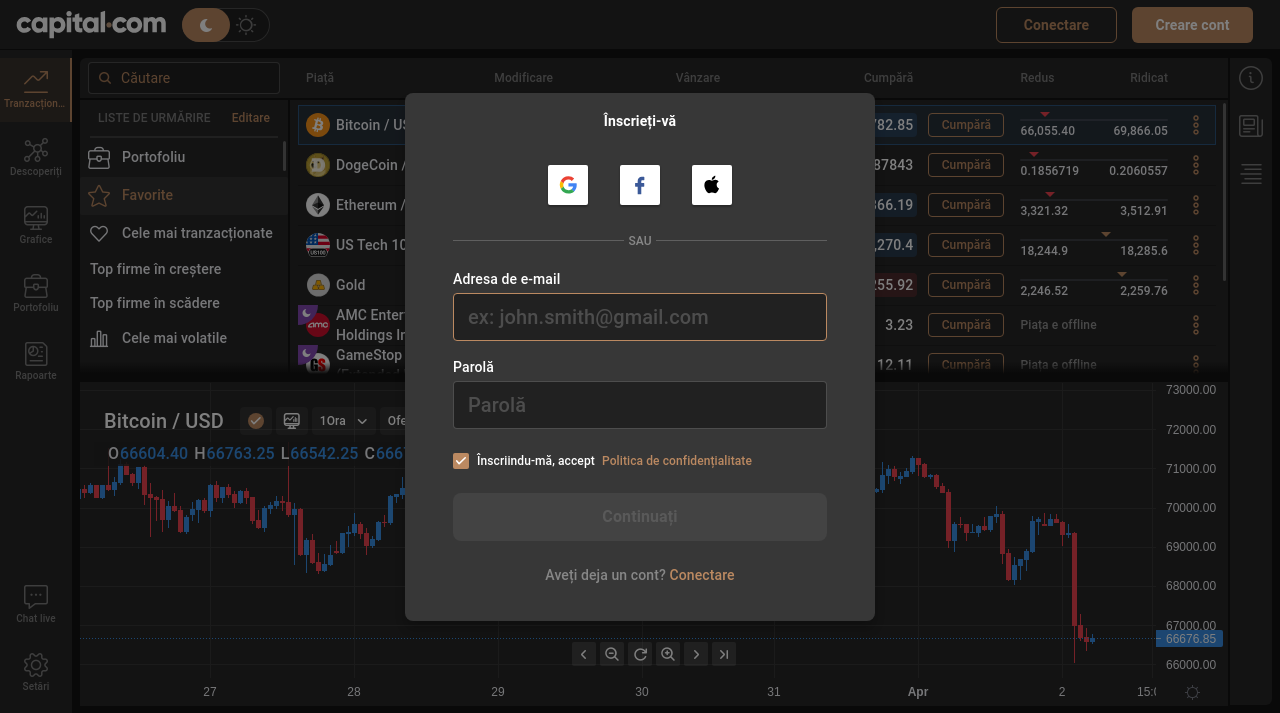 capital.com
Conectare
Creare cont
Tranzacțion...
Descoperiți
Grafice
Portofoliu
Rapoarte
Chat live
Setări
Căutare
LISTE DE URMĂRIRE Editare
Portofoliu
Favorite
Cele mai tranzacționate
Top firme în creștere
Top firme în scădere
Cele mai volatile
Piață Modificare Vânzare Cumpără Redus Ridicat
Bitcoin / 82.85 Cumpără 66,055.40 69,866.05
DogeCoin / 87843 Cumpără 0.1856719 0.2060557
Ethereum / 66.19 Cumpără 3,321.32 3,512.91
US Tech 10 ,270.4 Cumpără 18,244.9 18,285.6
Gold 55.92 Cumpără 2,246.52 2,259.76
AMC Enter
Holdings In 3.23 Cumpără Piața e offline
GameStop 12.11 Cumpără Piața e offline
Înscrieți-vă
SAU
Adresa de e-mail
ex: john.smith@gmail.com
Parolă
Parolă
Înscriindu-mă, accept Politica de confidențialitate
Continuați
Aveți deja un cont? Conectare
Bitcoin / USD 1Ora Ofe
O66604.40 H66763.25 L66542.25 C667
73000.00
72000.00
71000.00
70000.00
69000.00
68000.00
67000.00
66676.85
66000.00
27 28 29 30 31 Apr 2 15:0